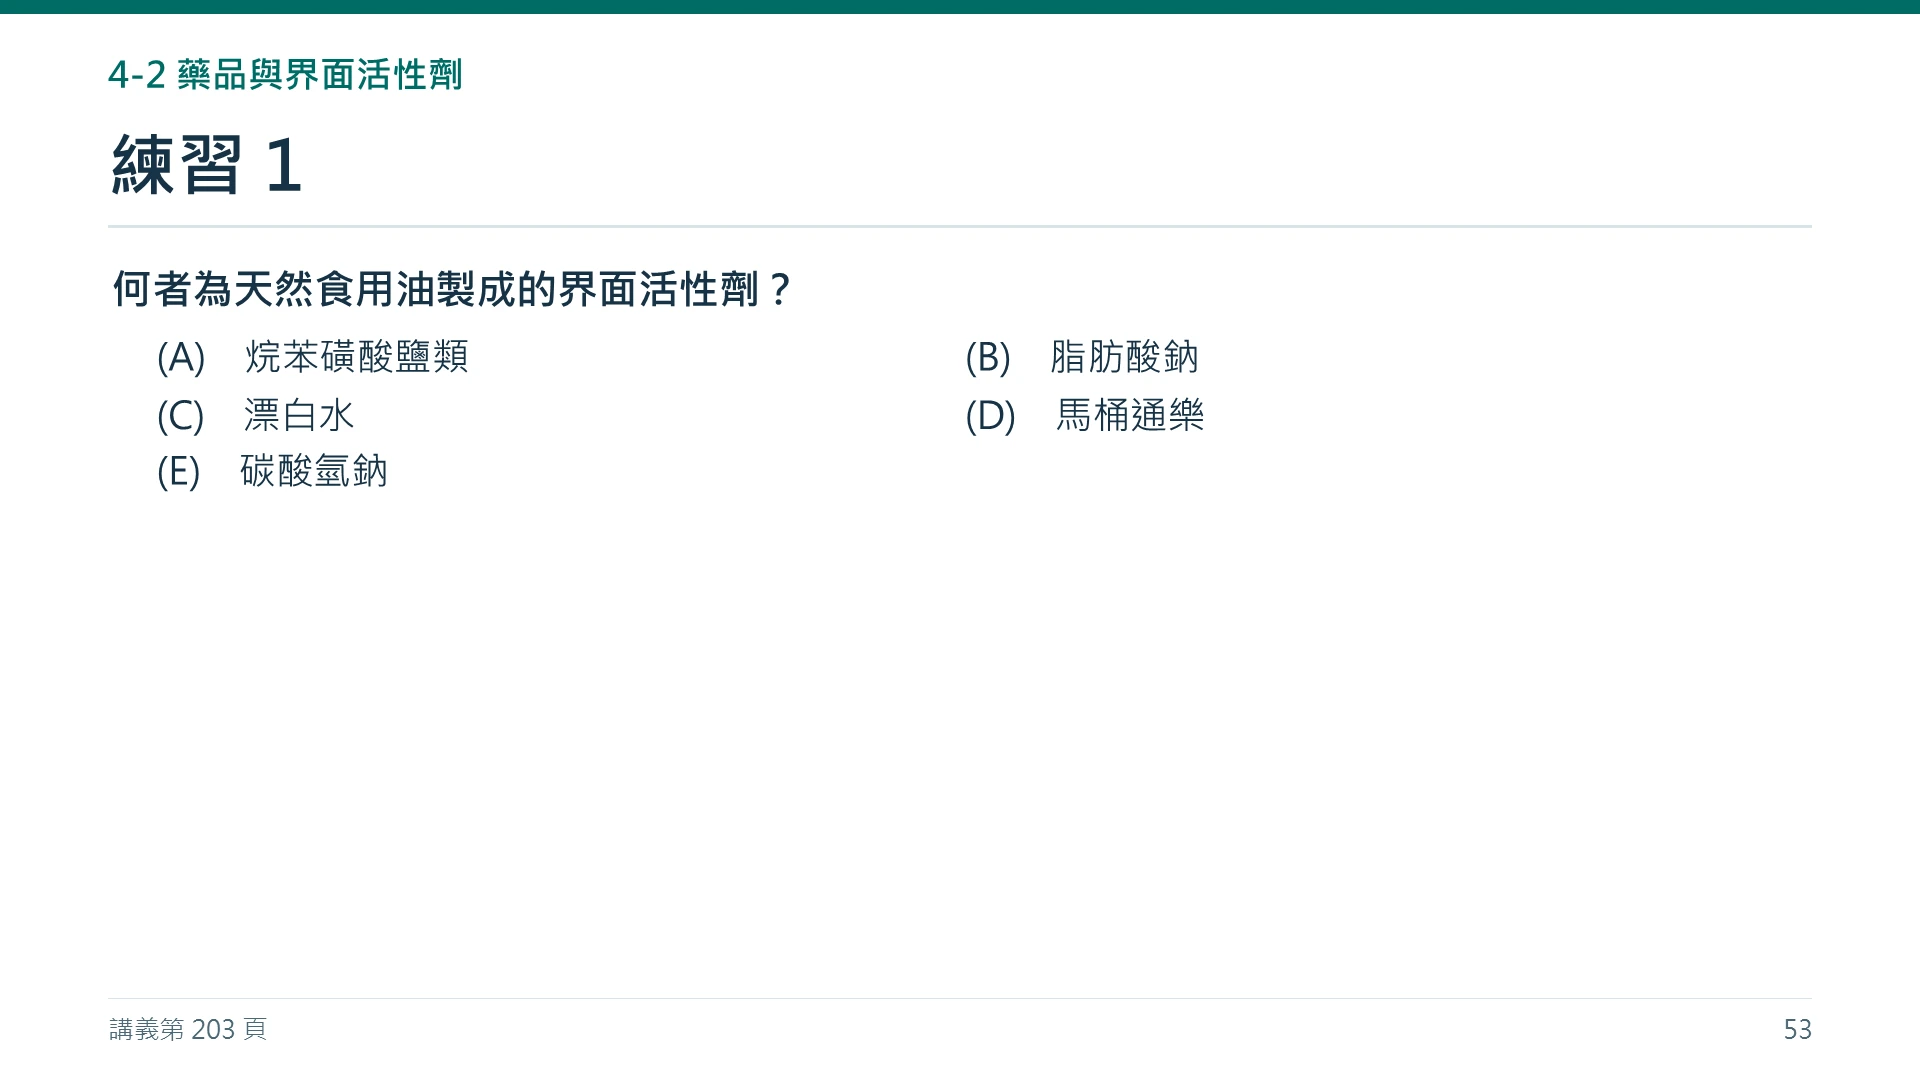 4-2 藥品與界面活性劑
練習 1
何者為天然食用油製成的界面活性劑？
(A) 烷苯磺酸鹽類 (B) 脂肪酸鈉
(C) 漂白水 (D) 馬桶通樂
(E) 碳酸氫鈉
講義第 203 頁 53